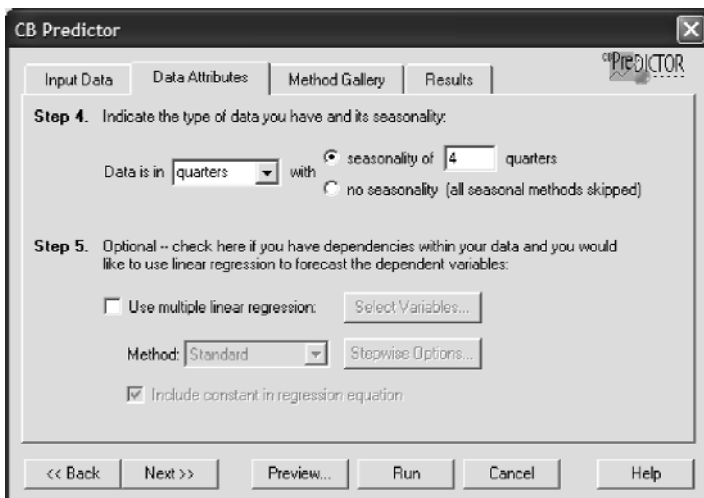 CB Predictor
Input Data Data Attributes Method Gallery Results
CB PREDICTOR
Step 4. Indicate the type of data you have and its seasonality:
Data is in quarters with
seasonality of 4 quarters
no seasonality (all seasonal methods skipped)
Step 5. Optional -- check here if you have dependencies within your data and you would
like to use linear regression to forecast the dependent variables:
Use multiple linear regression: Select Variables...
Method: Standard Stepwise Options...
Include constant in regression equation
<< Back Next >> Preview... Run Cancel Help